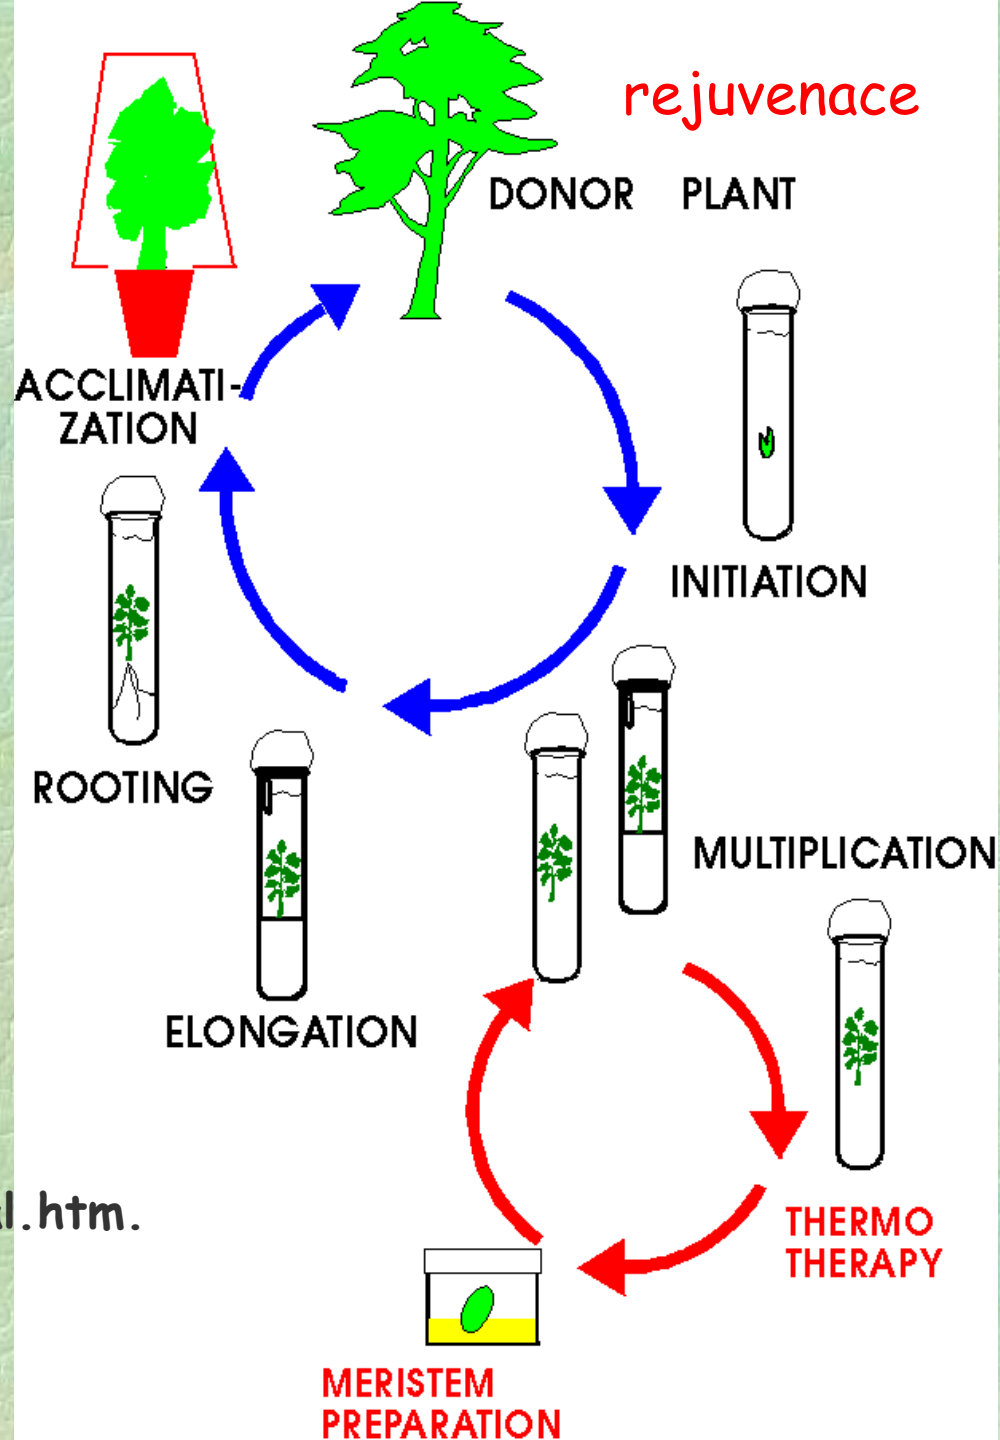 rejuvenace
DONOR PLANT
INITIATION
ACCLIMATI-
ZATION
ROOTING
MULTIPLICATION
ELONGATION
l.htm.
THERMO
THERAPY
MERISTEM
PREPARATION